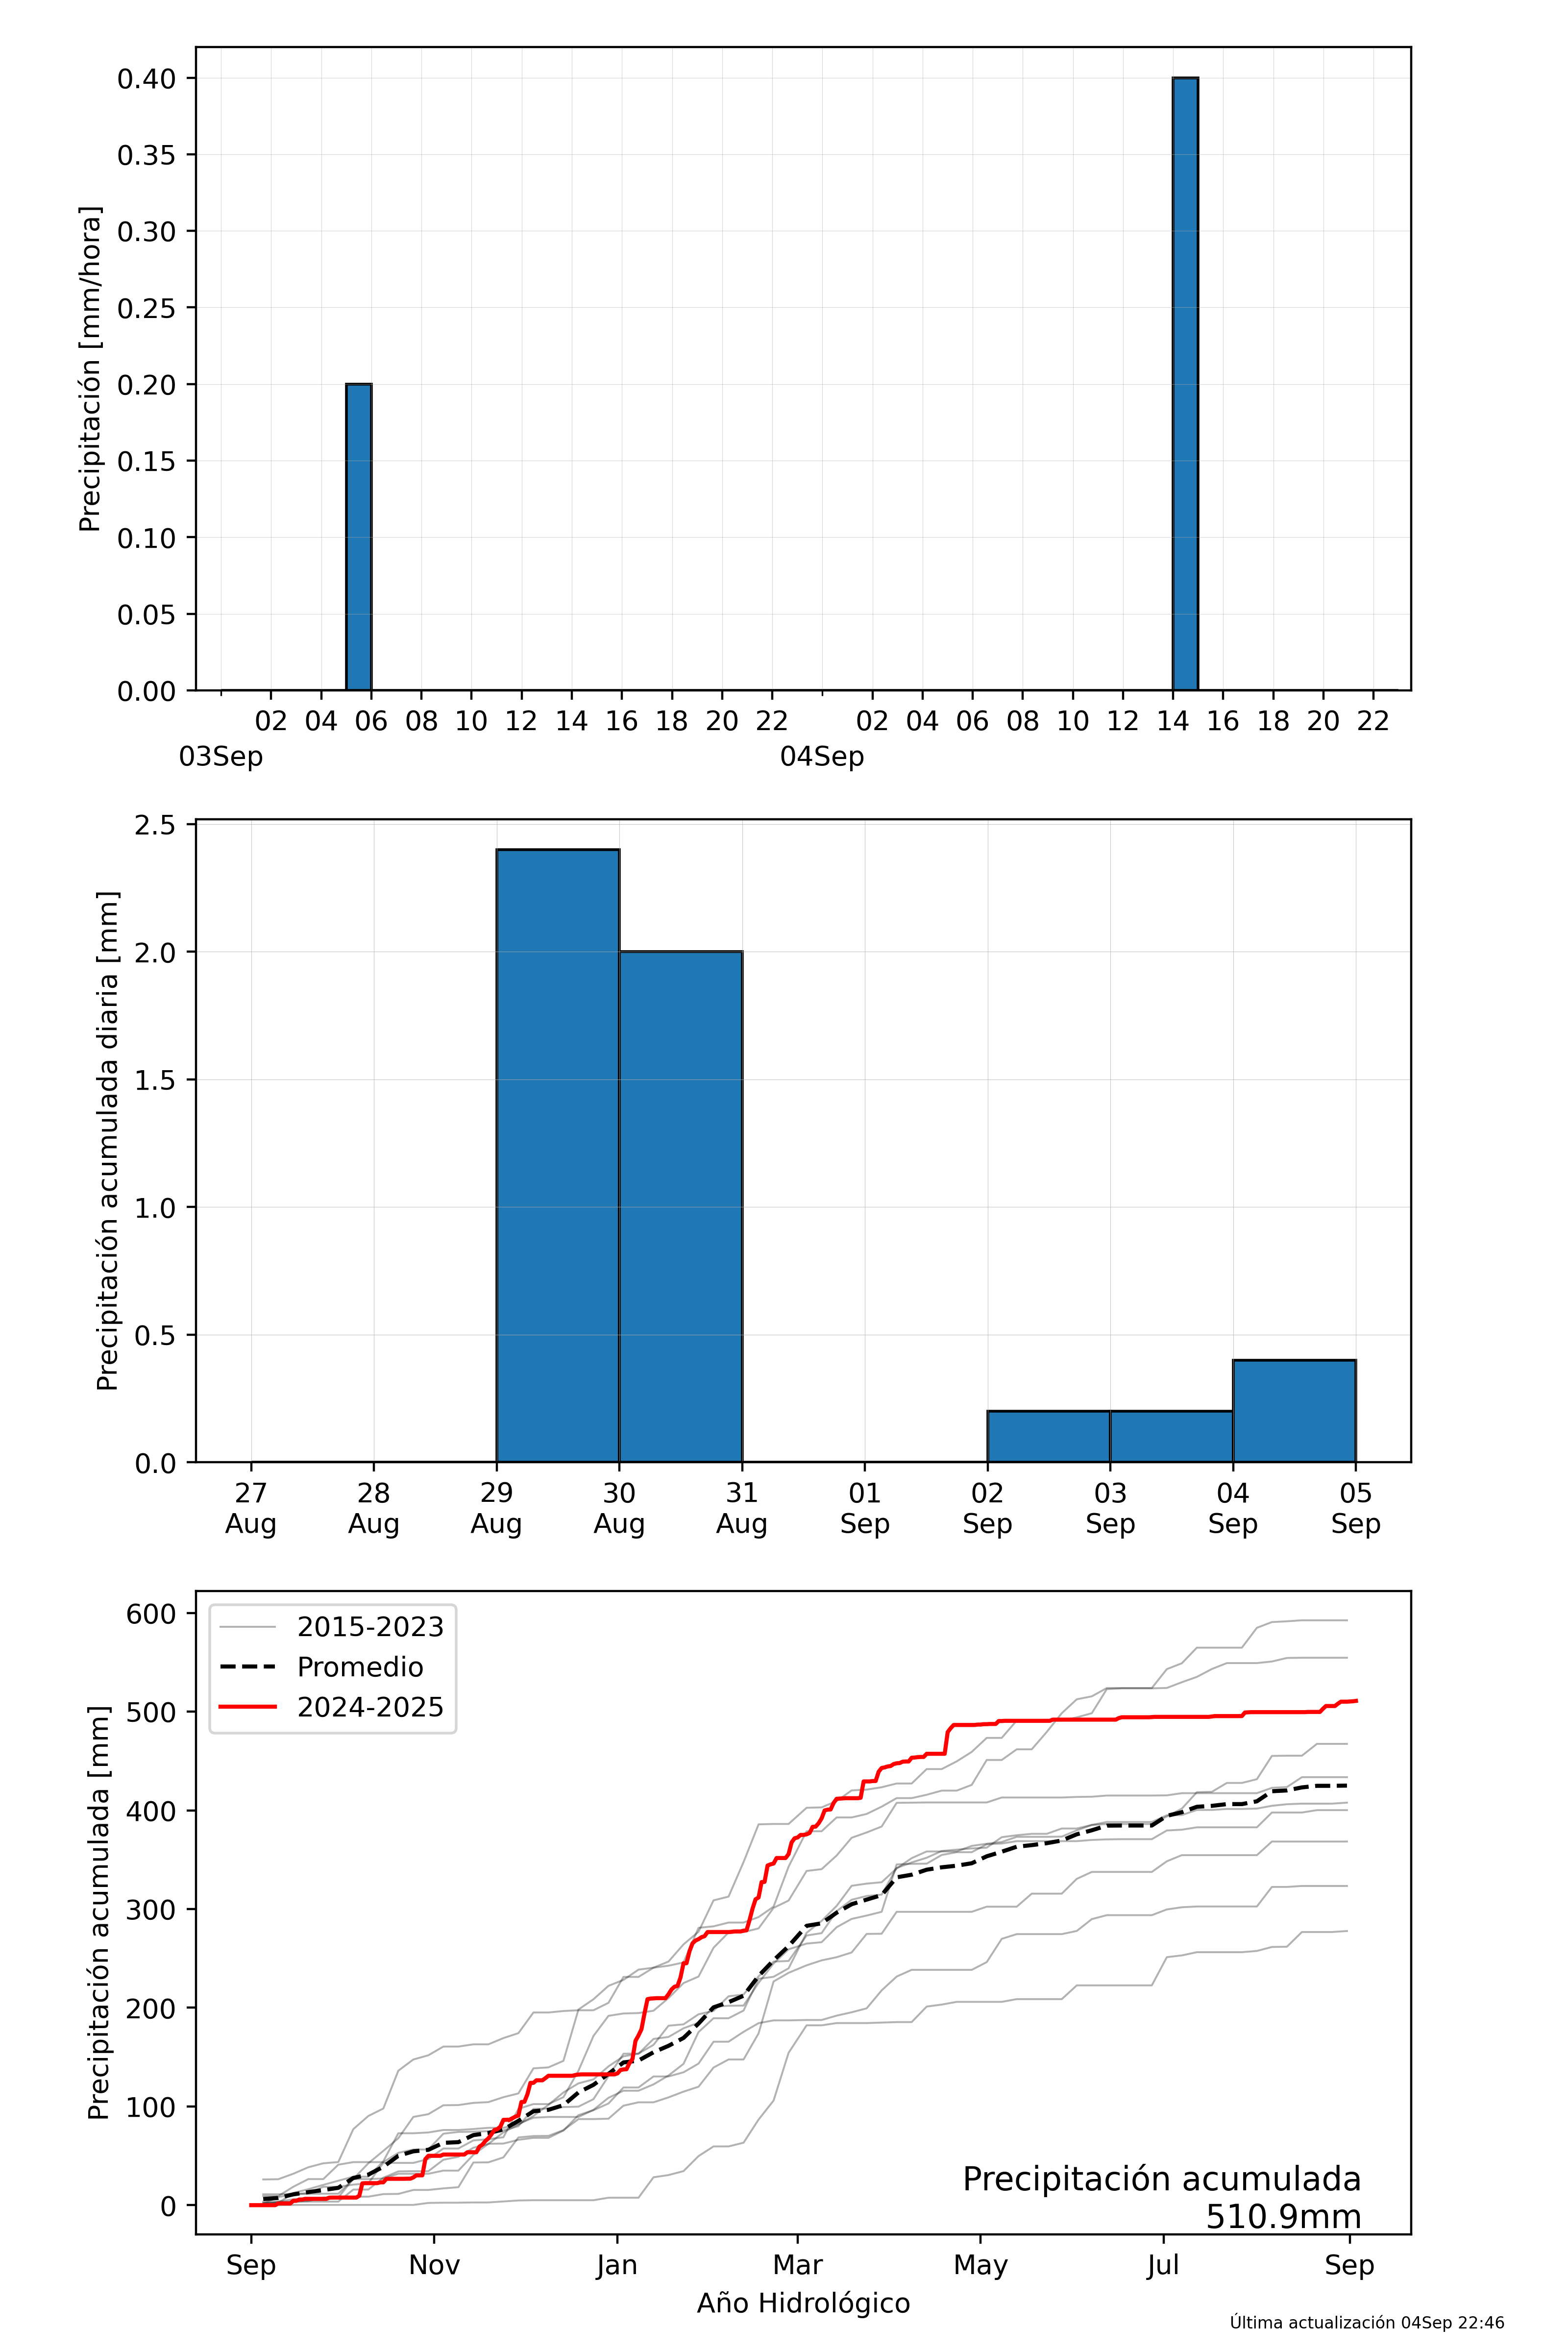 Precipitación [mm/hora]
0.40
0.35
0.30
0.25
0.20
0.15
0.10
0.05
0.00
02 04 06 08 10 12 14 16 18 20 22 02 04 06 08 10 12 14 16 18 20 22
03Sep 04Sep
Precipitación acumulada diaria [mm]
2.5
2.0
1.5
1.0
0.5
0.0
27 28 29 30 31 01 02 03 04 05
Aug Aug Aug Aug Aug Sep Sep Sep Sep Sep
Precipitación acumulada [mm]
600
500
400
300
200
100
0
2015-2023
Promedio
2024-2025
Precipitación acumulada
510.9mm
Sep Nov Jan Mar May Jul Sep
Año Hidrológico
Última actualización 04Sep 22:46